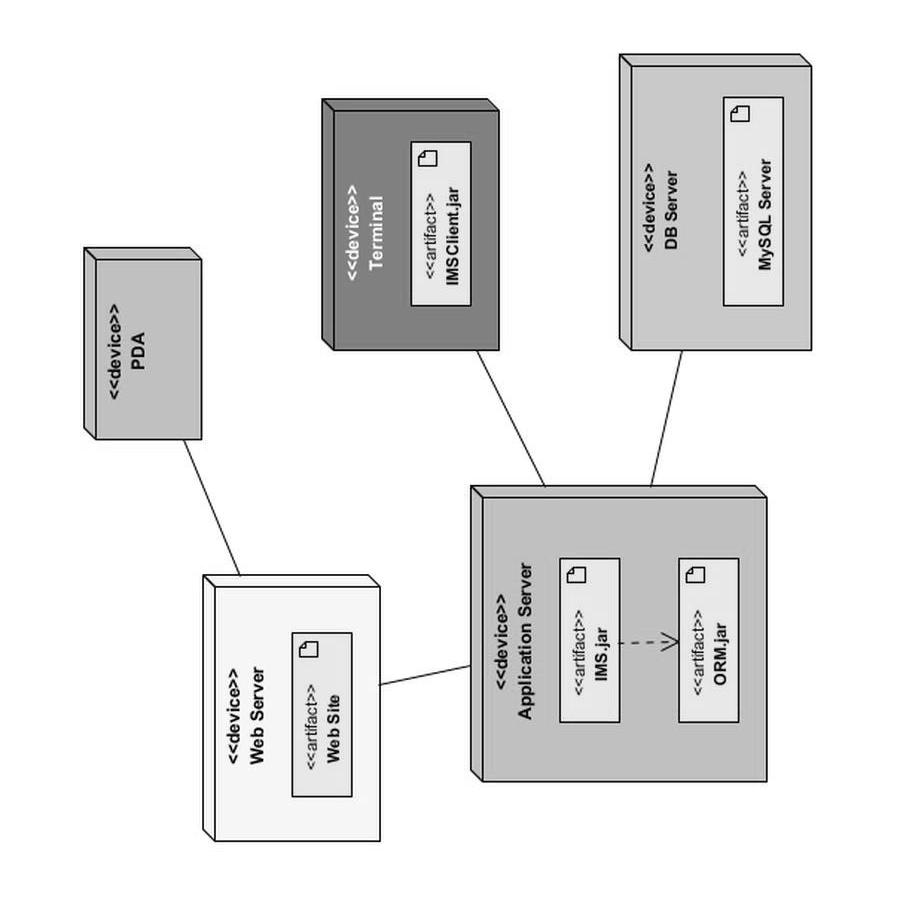 <<device>>
PDA
<<device>>
Terminal
<<artifact>>
IMSClient.jar
<<device>>
DB Server
<<artifact>>
MySQL Server
<<device>>
Web Server
<<artifact>>
Web Site
<<device>>
Application Server
<<artifact>>
IMS.jar
<<artifact>>
ORM.jar